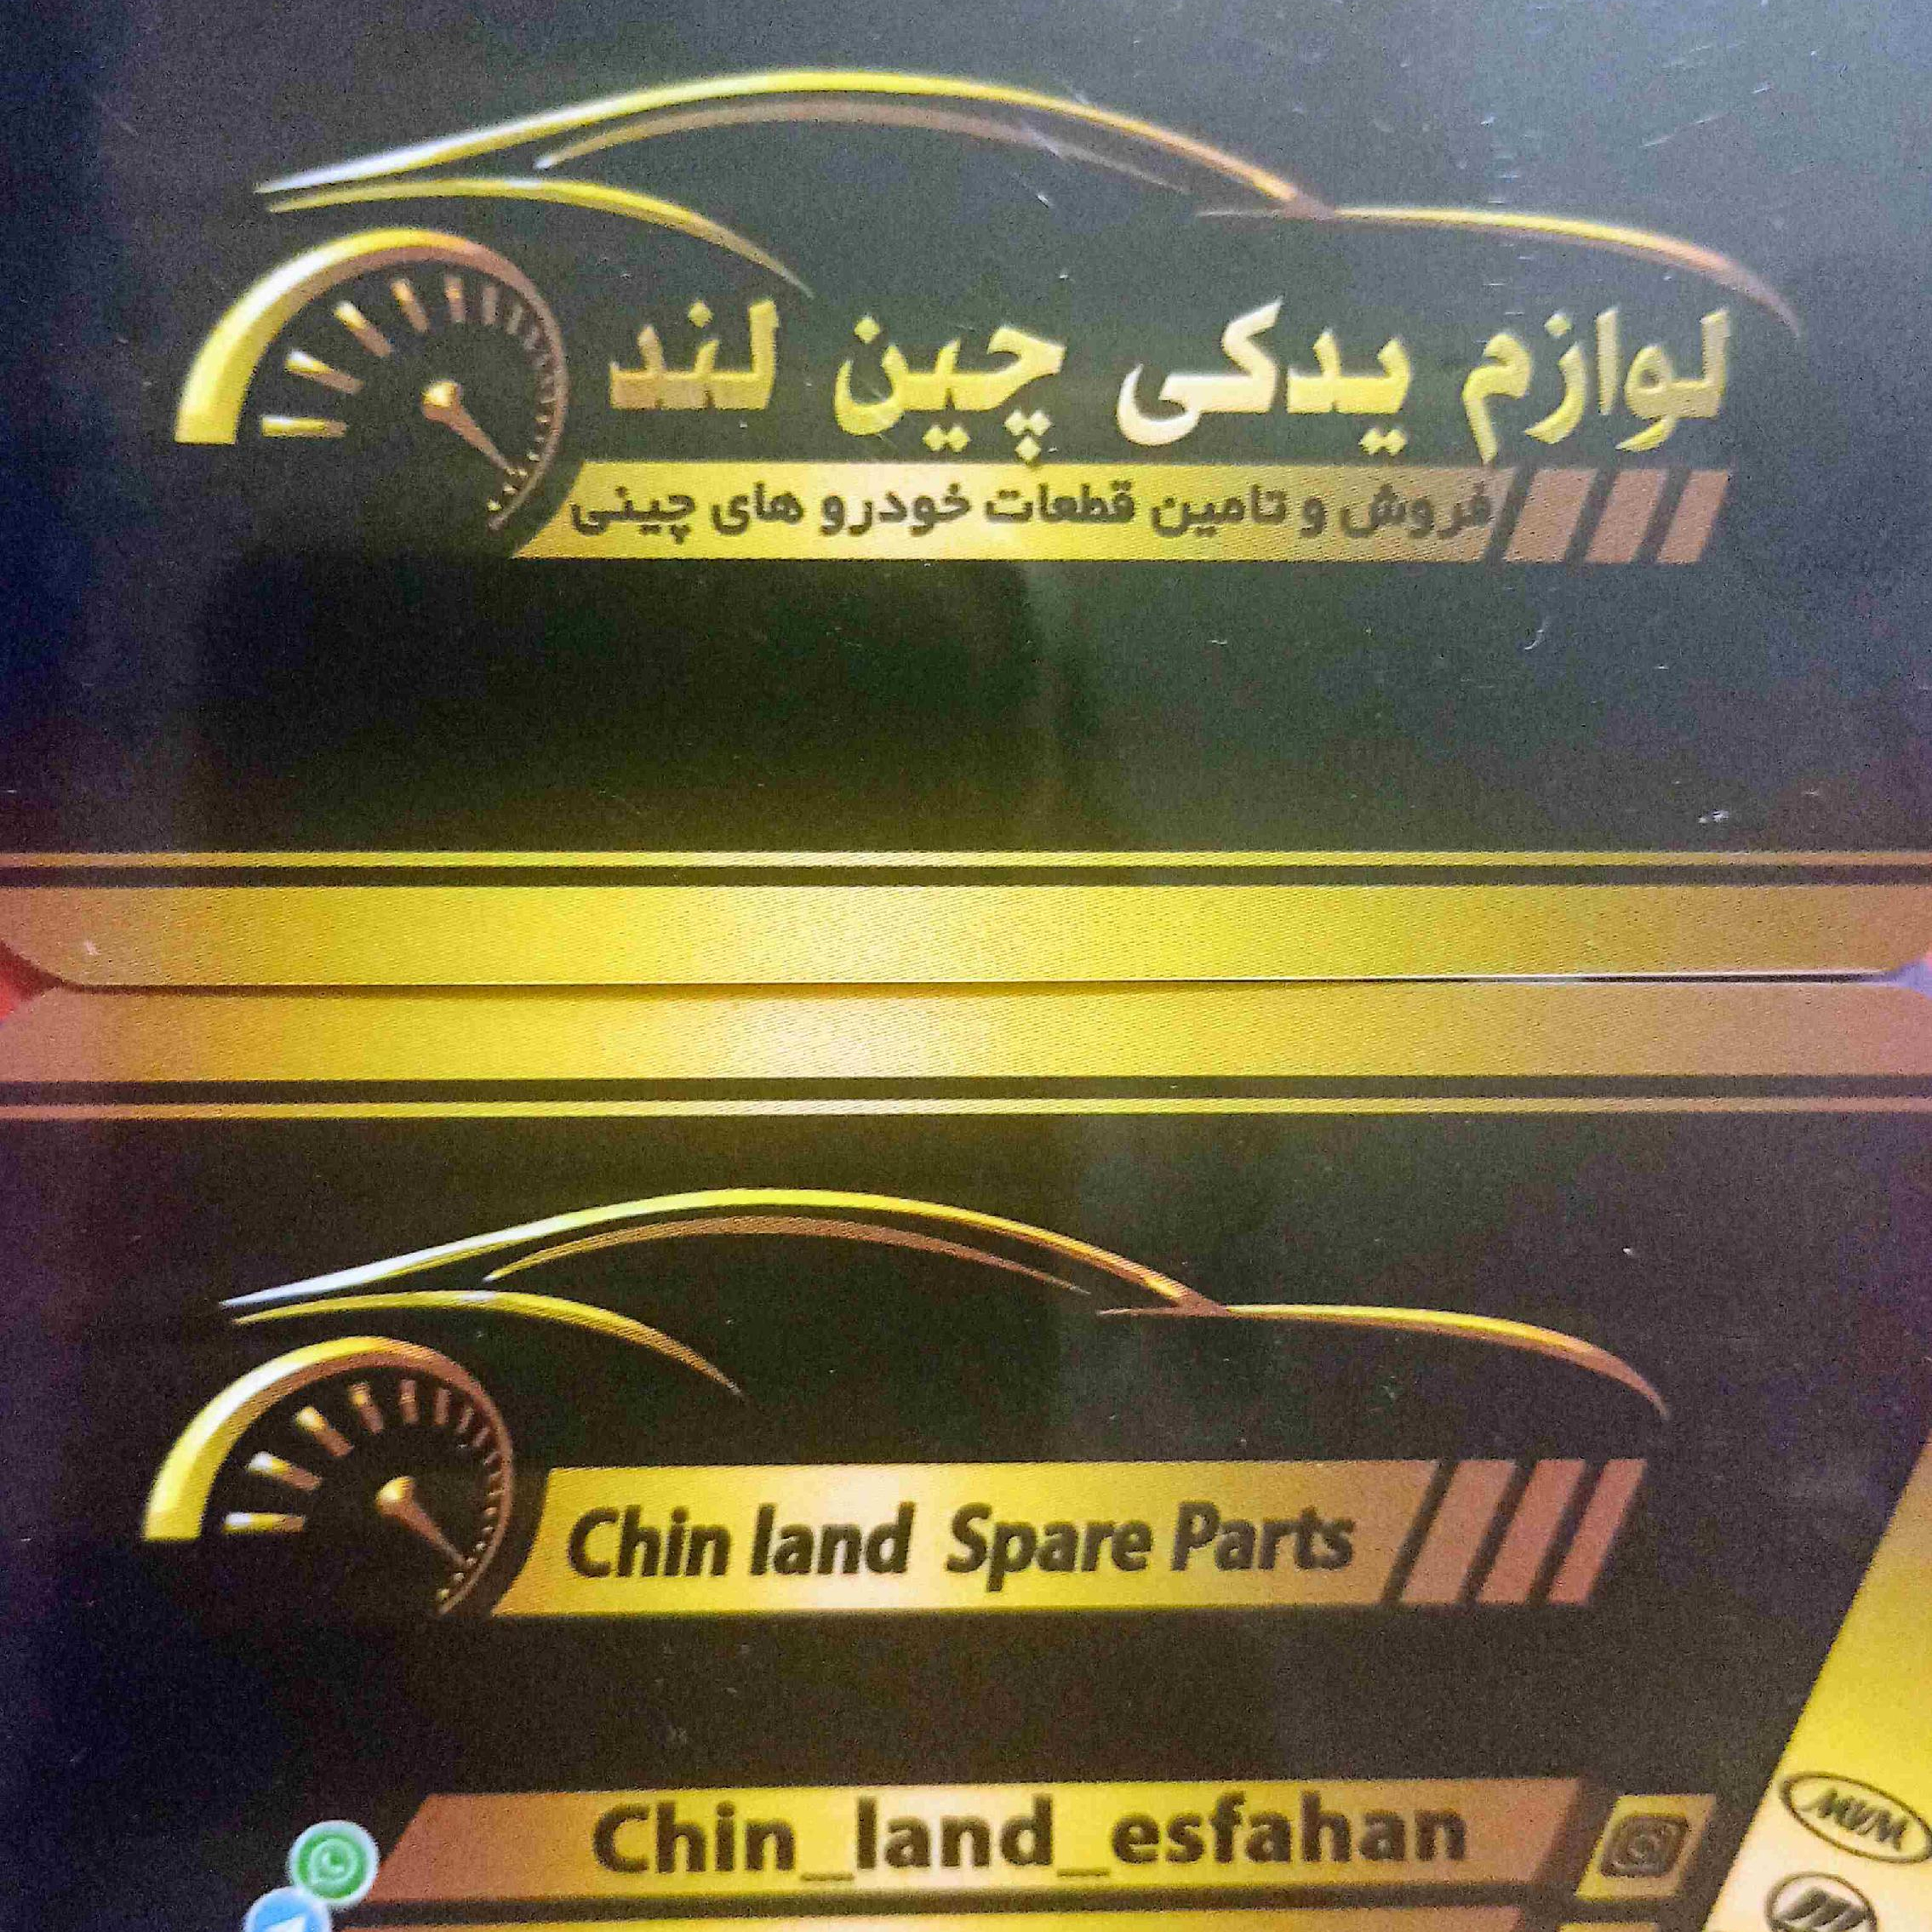 لوازم یدکی چین لند
فروش و تامین قطعات خودرو های چینی
Chin land Spare Parts
Chin_land_esfahan
MVM